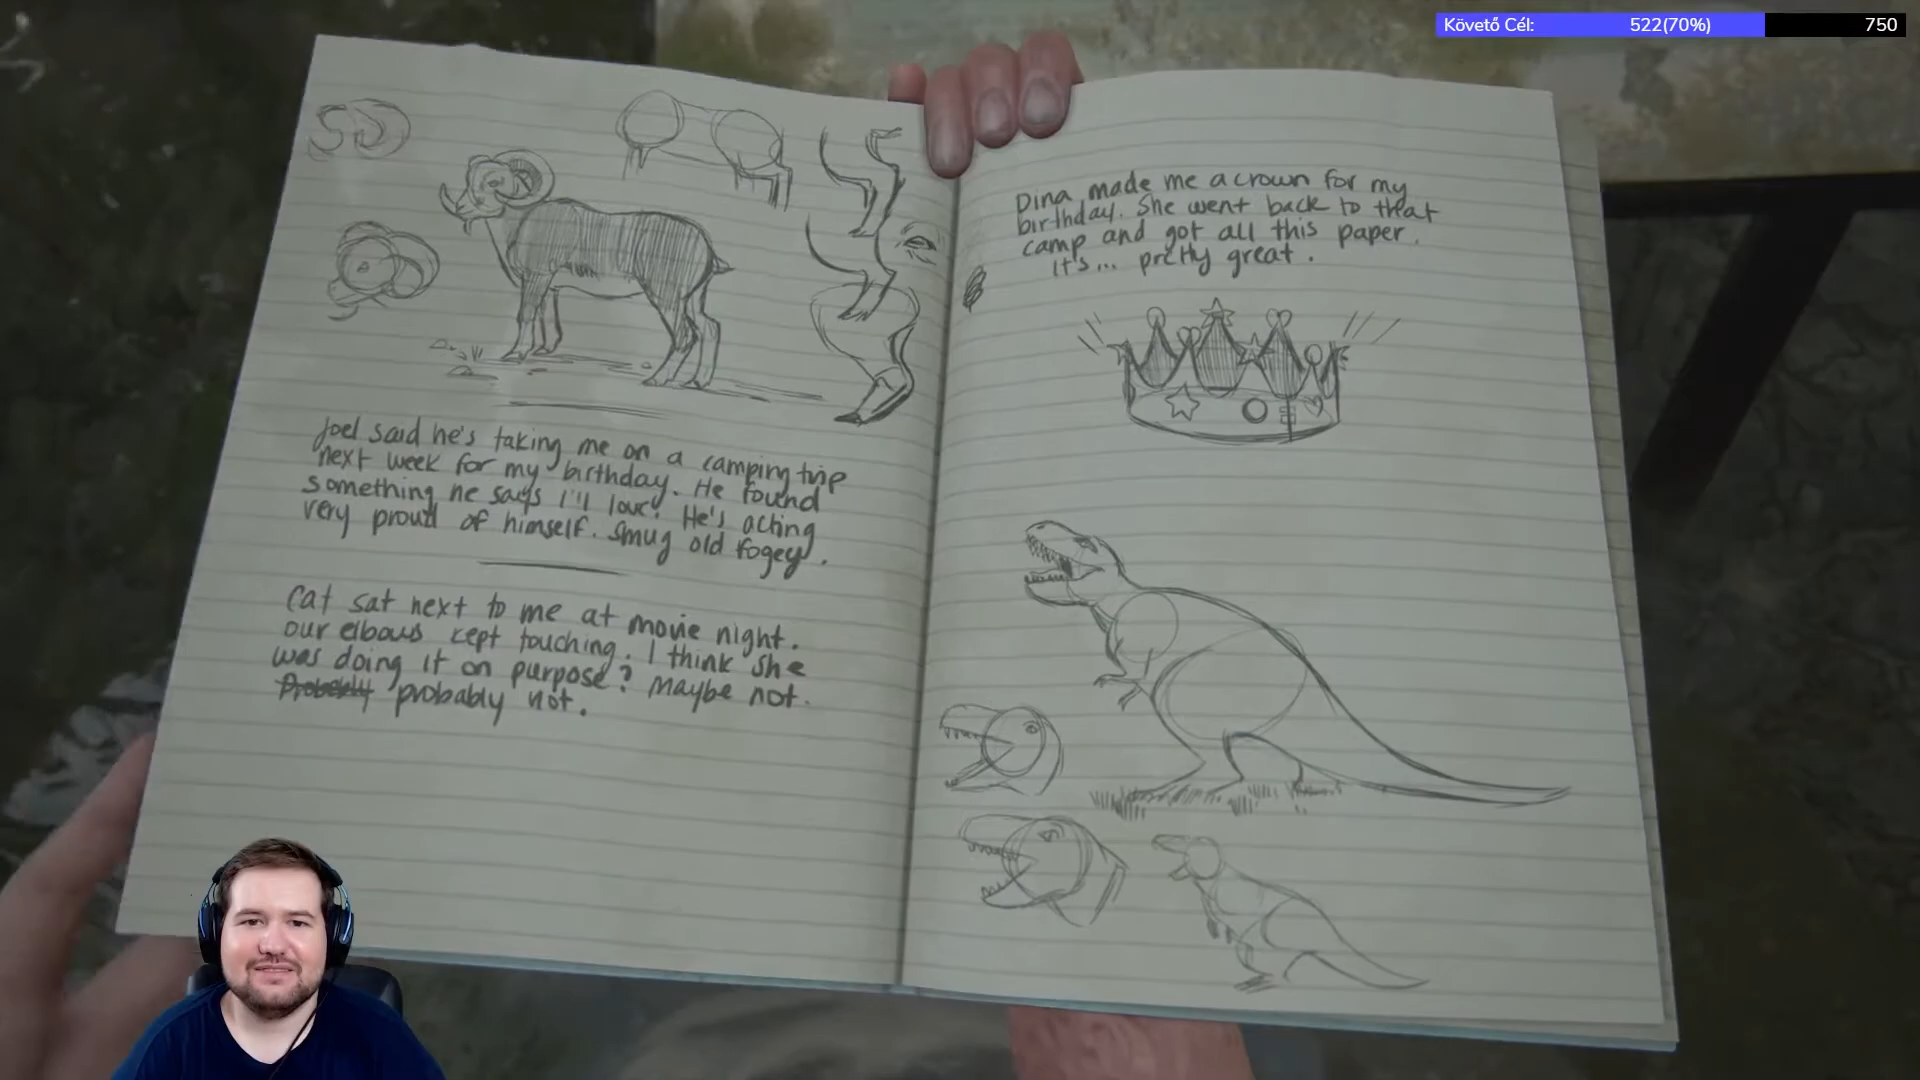 Követő Cél: 522(70%) 750
Joel said he's taking me on a camping trip
next week for my birthday. He found
something he says I'll love. He's acting
very proud of himself. Smug old fogey.
Cat sat next to me at movie night.
our elbows kept touching. I think she
was doing it on purpose? Maybe not.
Probably probably not.
Dina made me a crown for my
birthday. She went back to that
camp and got all this paper.
It's... pretty great.